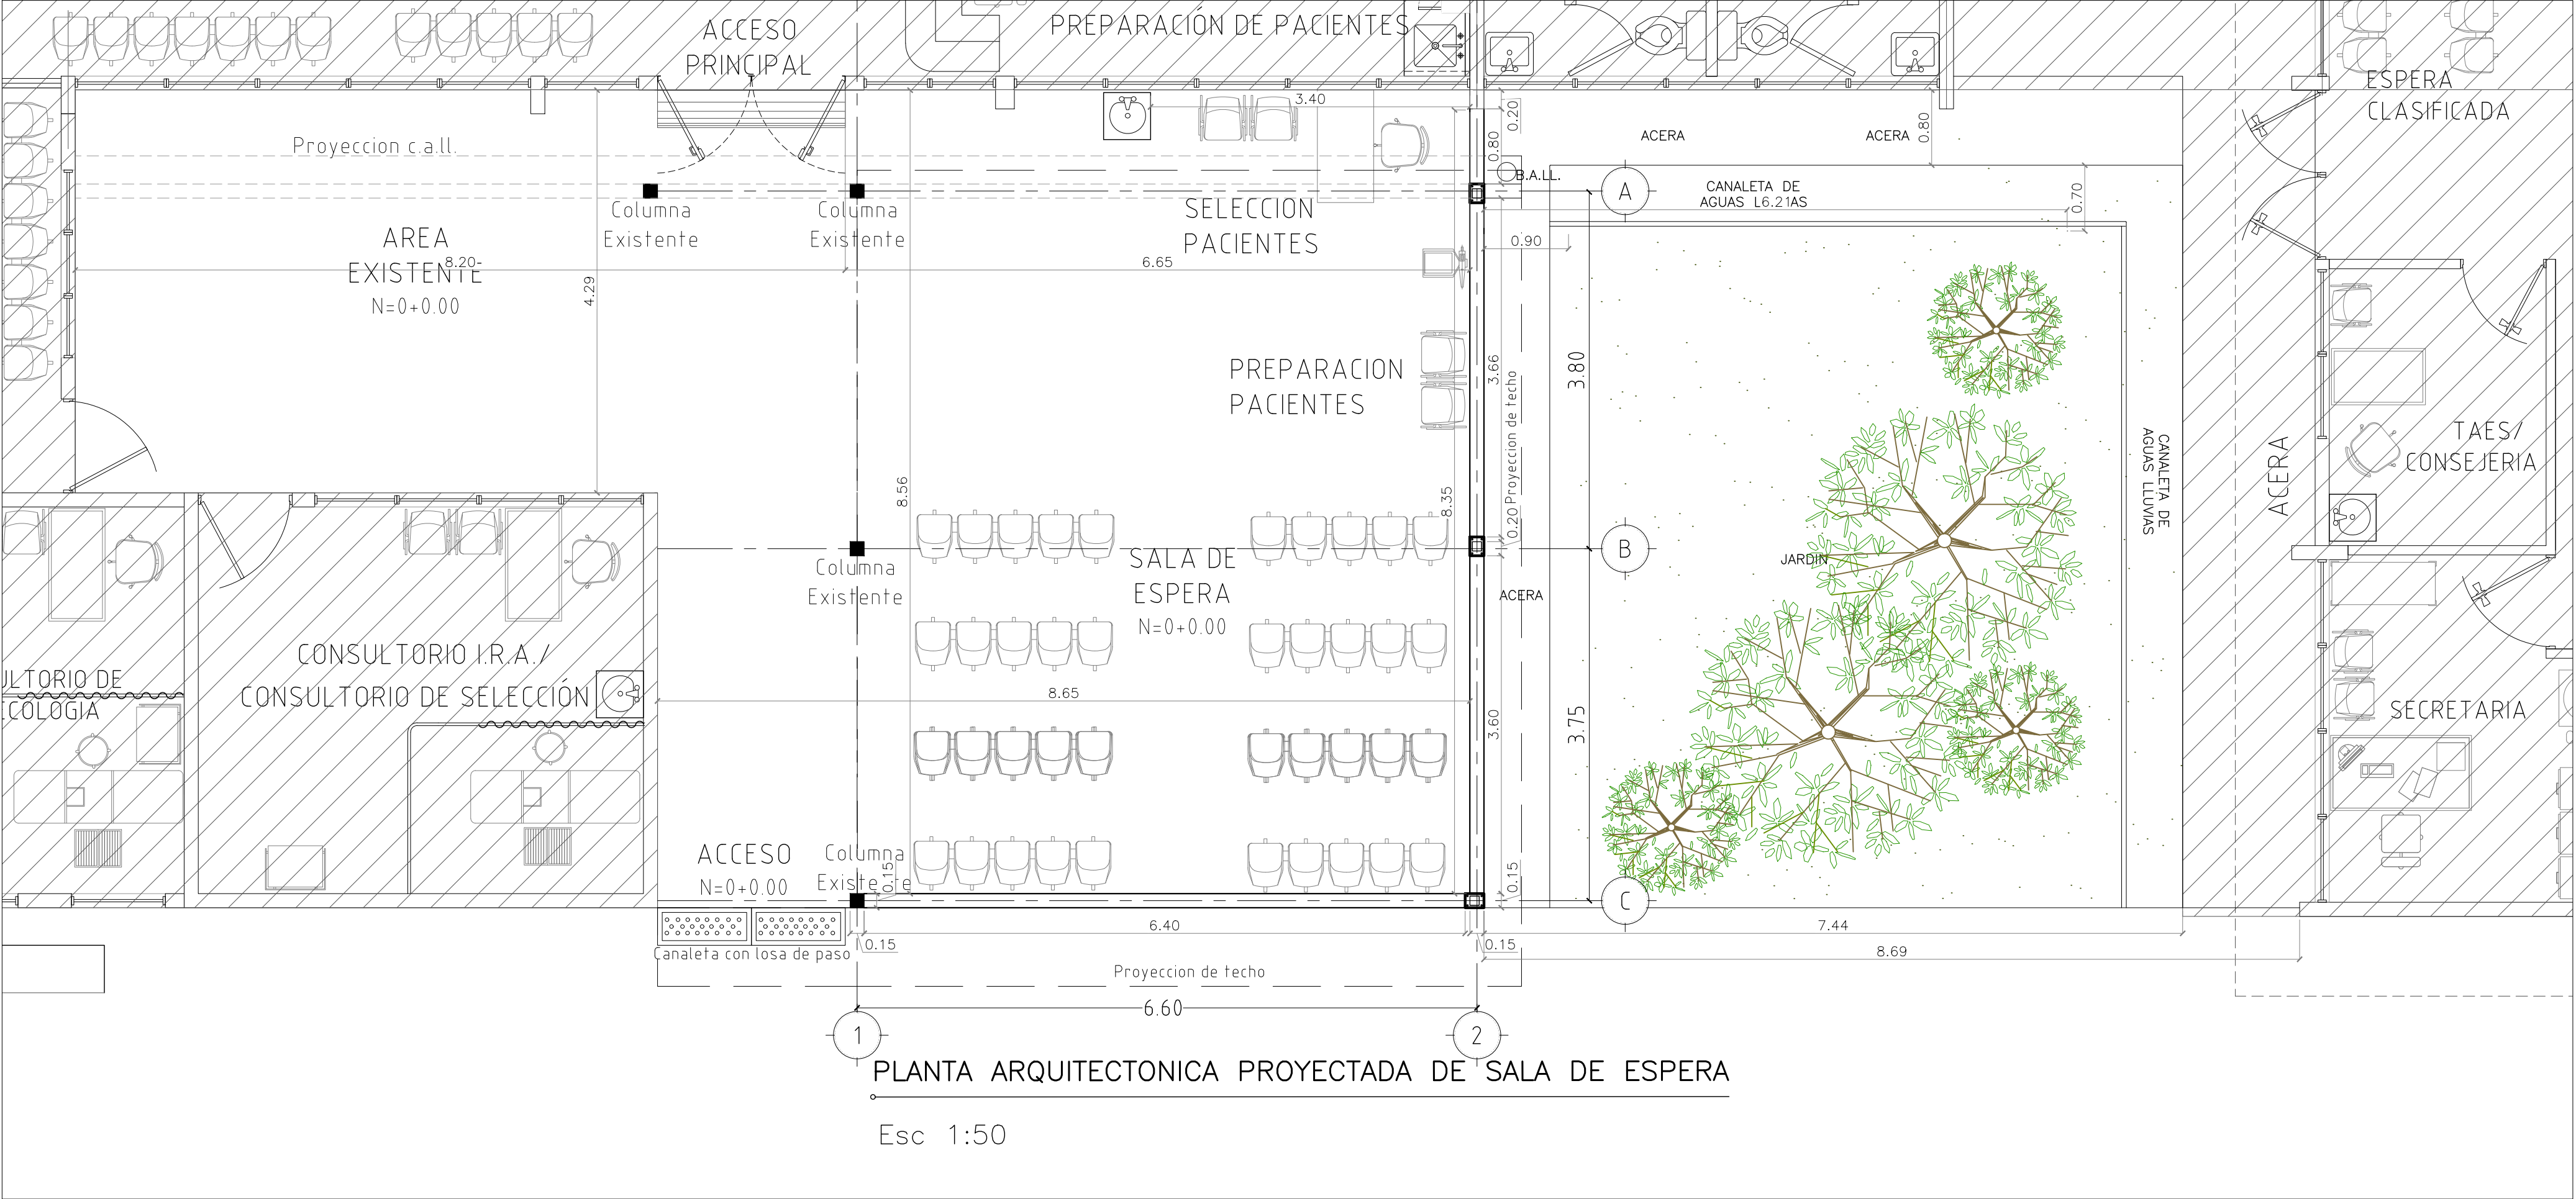 ACCESO
PRINCIPAL
PREPARACIÓN DE PACIENTES
ESPERA
CLASIFICADA
3.40
0.20
0.80
ACERA
ACERA
0.80
Proyeccion c.a.ll.
B.A.LL.
A
CANALETA DE
AGUAS L6.21AS
0.70
Columna
Existente
Columna
Existente
SELECCION
PACIENTES
AREA
EXISTENTE
8.20-
N=0+0.00
4.29
6.65
0.90
PREPARACION
PACIENTES
3.66
Proyeccion de techo
3.80
TAES/
CONSEJERIA
CANALETA DE
AGUAS LLUVIAS
ACERA
8.56
8.35
0.20
B
Columna
Existente
SALA DE
ESPERA
N=0+0.00
JARDIN
ACERA
CONSULTORIO I.R.A./
CONSULTORIO DE SELECCIÓN
ULTORIO DE
ECOLOGIA
8.65
3.60
3.75
SECRETARIA
ACCESO
N=0+0.00
Columna
Existente
0.15
0.15
C
Canaleta con losa de paso
0.15
6.40
0.15
7.44
8.69
Proyeccion de techo
6.60
1
2
PLANTA ARQUITECTONICA PROYECTADA DE SALA DE ESPERA
Esc 1:50